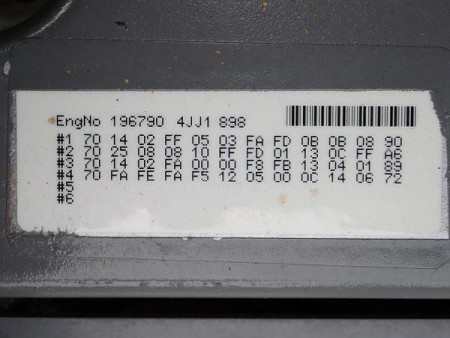 EngNo 196790 4JJ1 898
#1 70 14 02 FF 05 03 FA FD 0B 0B 08 90
#2 70 25 08 08 10 FF FD 01 13 0C FF A6
#3 70 14 02 FA 00 00 F8 FB 13 04 01 89
#4 70 FA FE FA F5 12 05 00 0C 14 06 72
#5
#6